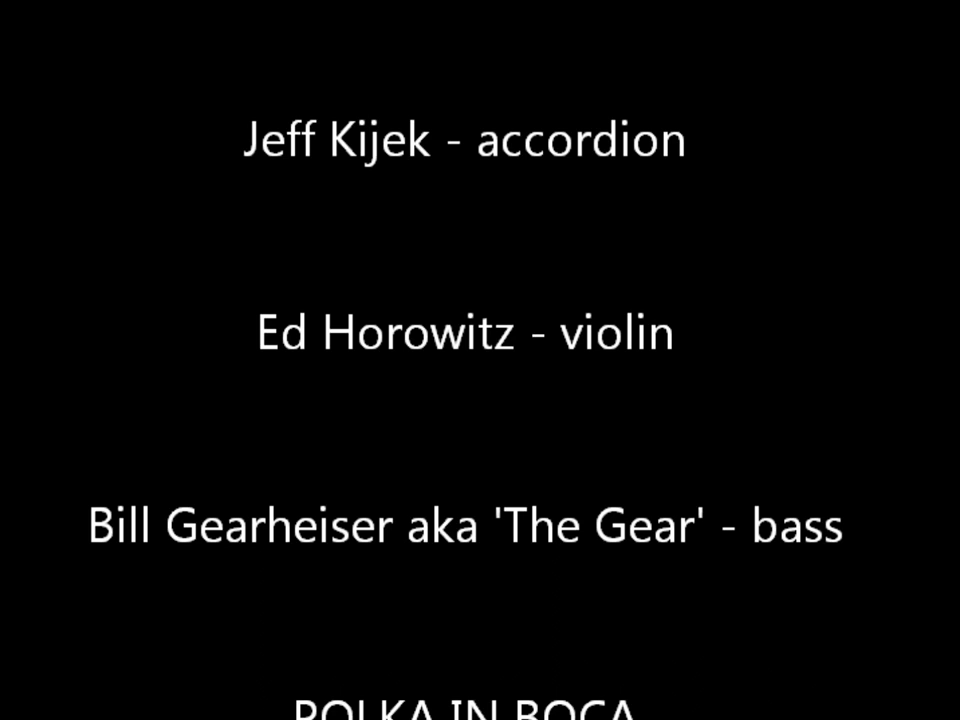 Jeff Kijek - accordion
Ed Horowitz - violin
Bill Gearheiser aka 'The Gear' - bass
POLKA IN BOCA